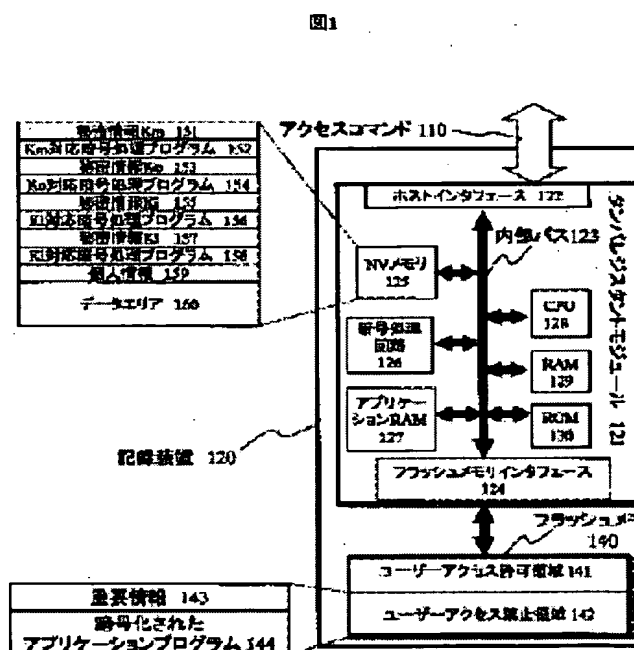 図1
アクセスコマンド 110
秘密情報Km 151
Km対応暗号処理プログラム 152
秘密情報Ko 153
Ko対応暗号処理プログラム 154
秘密情報Ki 155
Ki対応暗号処理プログラム 156
157
暗号処理プログラム 158
個人情報 159
データエリア 160
ホストインタフェース 122
内部バス123
NVメモリ
125
CPU
128
暗号処理
回路
126
RAM
129
アプリケー
ションRAM
127
ROM
130
タンパレジスタントモジュール 121
記録装置 120
フラッシュメモリインタフェース
124
フラッシュメモ
140
ユーザーアクセス許可領域 141
ユーザーアクセス禁止領域 142
重要情報 143
暗号化された
アプリケーションプログラム 144